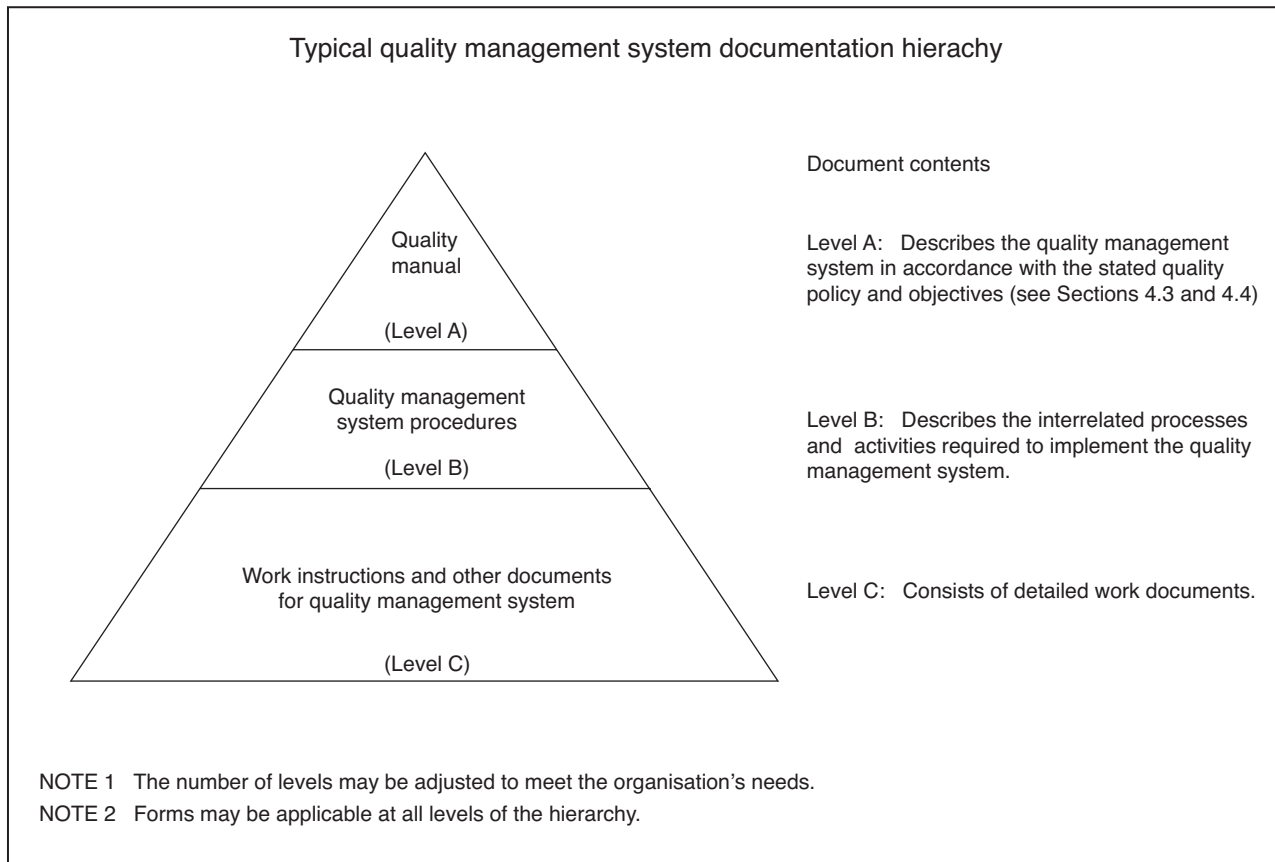 Typical quality management system documentation hierachy
Quality
manual
(Level A)
Quality management
system procedures
(Level B)
Work instructions and other documents
for quality management system
(Level C)
Document contents
Level A: Describes the quality management
system in accordance with the stated quality
policy and objectives (see Sections 4.3 and 4.4)
Level B: Describes the interrelated processes
and activities required to implement the quality
management system.
Level C: Consists of detailed work documents.
NOTE 1 The number of levels may be adjusted to meet the organisation’s needs.
NOTE 2 Forms may be applicable at all levels of the hierarchy.